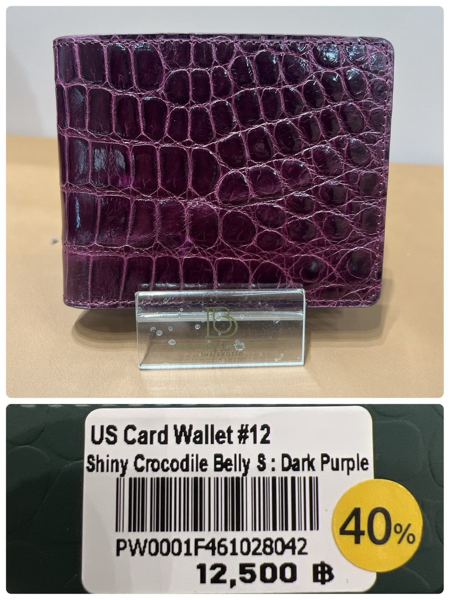 US Card Wallet #12
Shiny Crocodile Belly S : Dark Purple
PW0001F461028042
12,500 ฿
40%